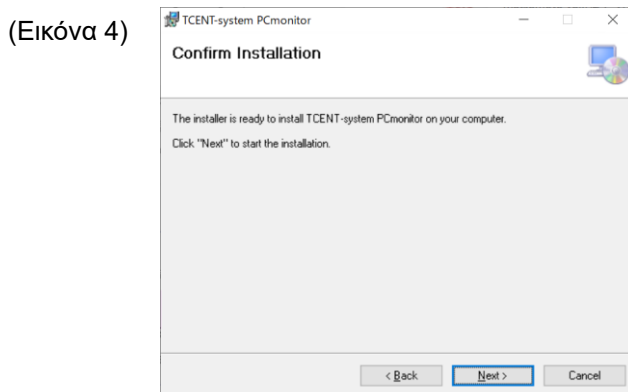 (Εικόνα 4)
TCENT-system PCmonitor
Confirm Installation
The installer is ready to install TCENT-system PCmonitor on your computer.
Click "Next" to start the installation.
< Back
Next >
Cancel